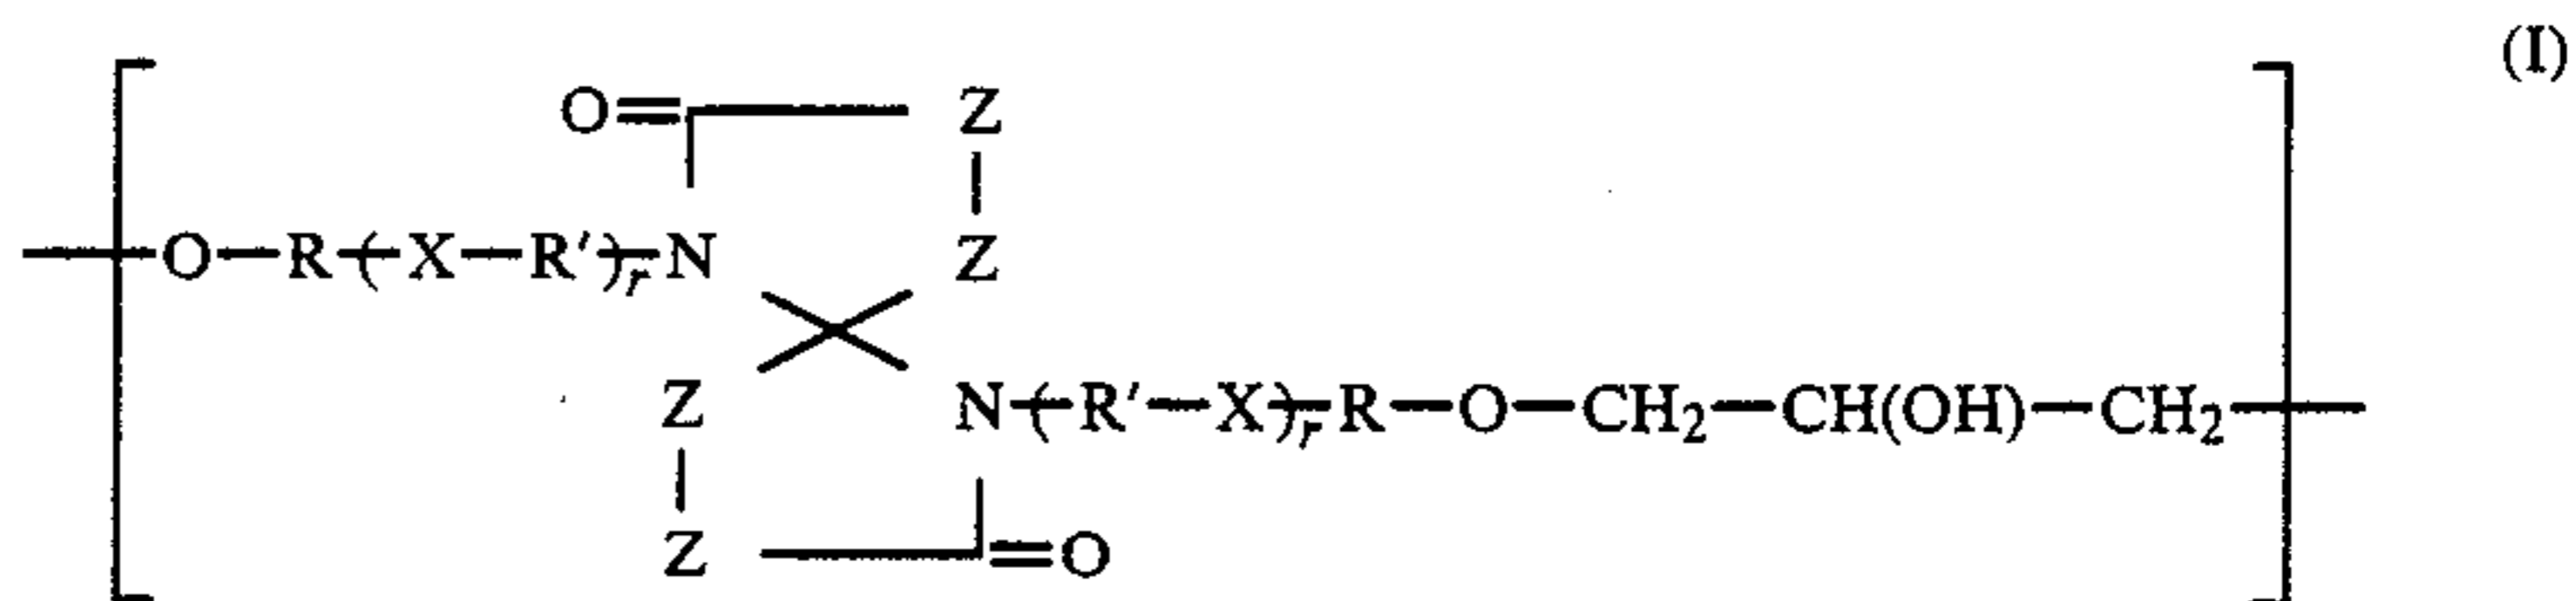 (I)
O=  Z
O—R-(X—R')r-N  Z
Z  N-(R'—X)r-R—O—CH2—CH(OH)—CH2
Z  =O